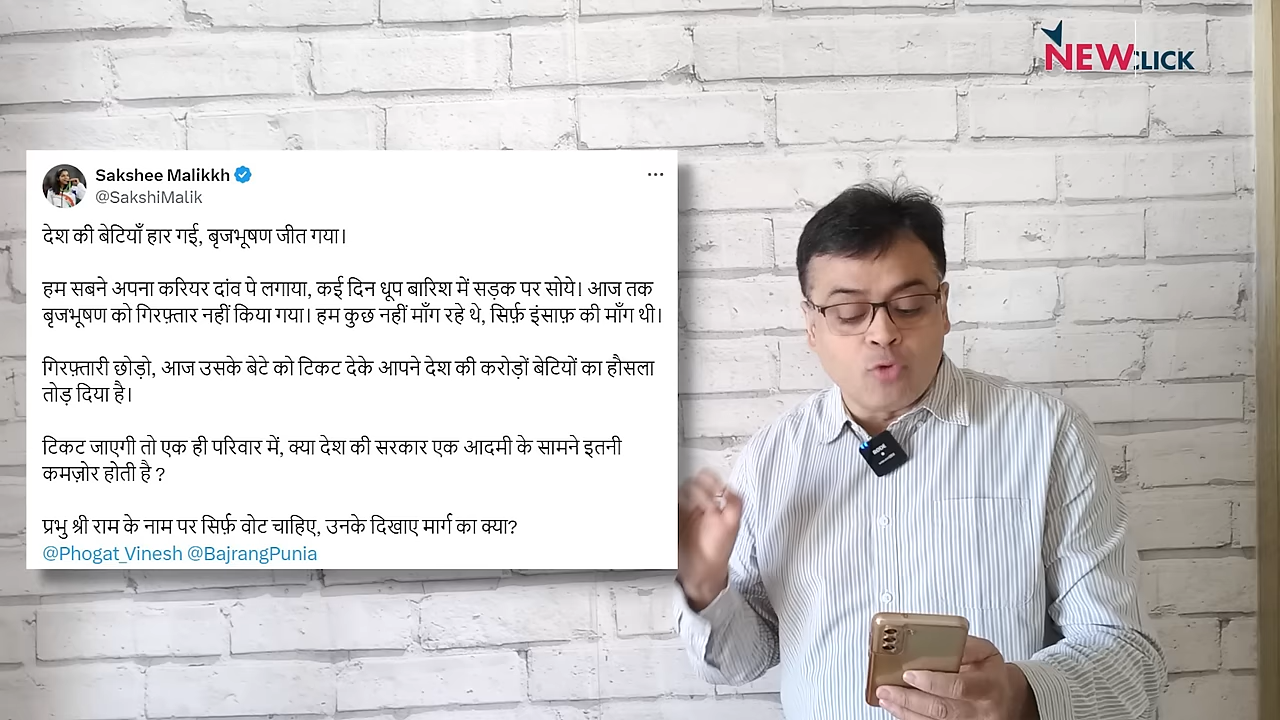 NEWCLICK
Sakshee Malikkh
@SakshiMalik
देश की बेटियाँ हार गई, बृजभूषण जीत गया।
हम सबने अपना करियर दांव पे लगाया, कई दिन धूप बारिश में सड़क पर सोये। आज तक
बृजभूषण को गिरफ़्तार नहीं किया गया। हम कुछ नहीं माँग रहे थे, सिर्फ़ इंसाफ़ की माँग थी।
गिरफ़्तारी छोड़ो, आज उसके बेटे को टिकट देके आपने देश की करोड़ों बेटियों का हौसला
तोड़ दिया है।
टिकट जाएगी तो एक ही परिवार में, क्या देश की सरकार एक आदमी के सामने इतनी
कमज़ोर होती है ?
प्रभु श्री राम के नाम पर सिर्फ़ वोट चाहिए, उनके दिखाए मार्ग का क्या?
@Phogat_Vinesh @BajrangPunia